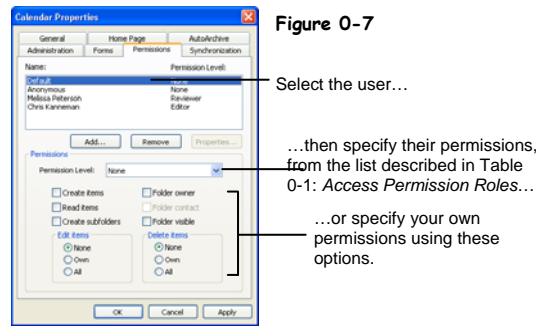 Calendar Properties
Figure 0-7
General Home Page AutoArchive
Administration Forms Permissions Synchronization
Name: Permission Level:
Default None
Anonymous None
Melissa Peterson Reviewer
Chris Kanneman Editor
Select the user…
Add... Remove Properties...
Permissions
Permission Level: None
…then specify their permissions,
from the list described in Table
0-1: Access Permission Roles…
Create items Folder owner
Read items Folder contact
Create subfolders Folder visible
Edit items Delete items
None None
Own Own
All All
…or specify your own
permissions using these
options.
OK Cancel Apply